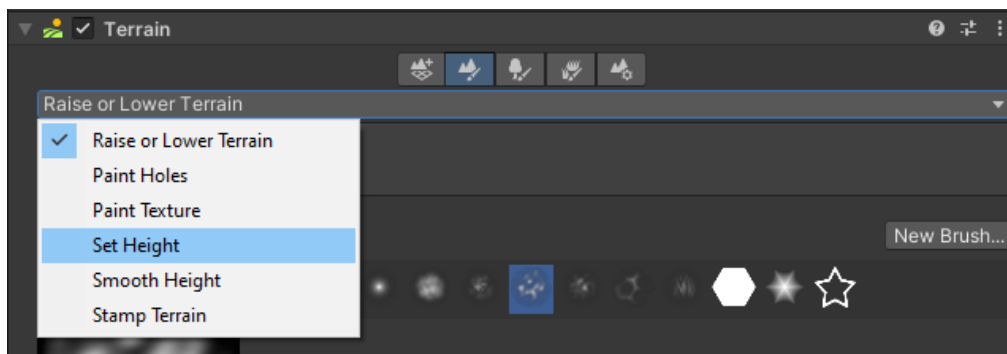 Terrain
Raise or Lower Terrain
Raise or Lower Terrain
Paint Holes
Paint Texture
Set Height
New Brush...
Smooth Height
Stamp Terrain